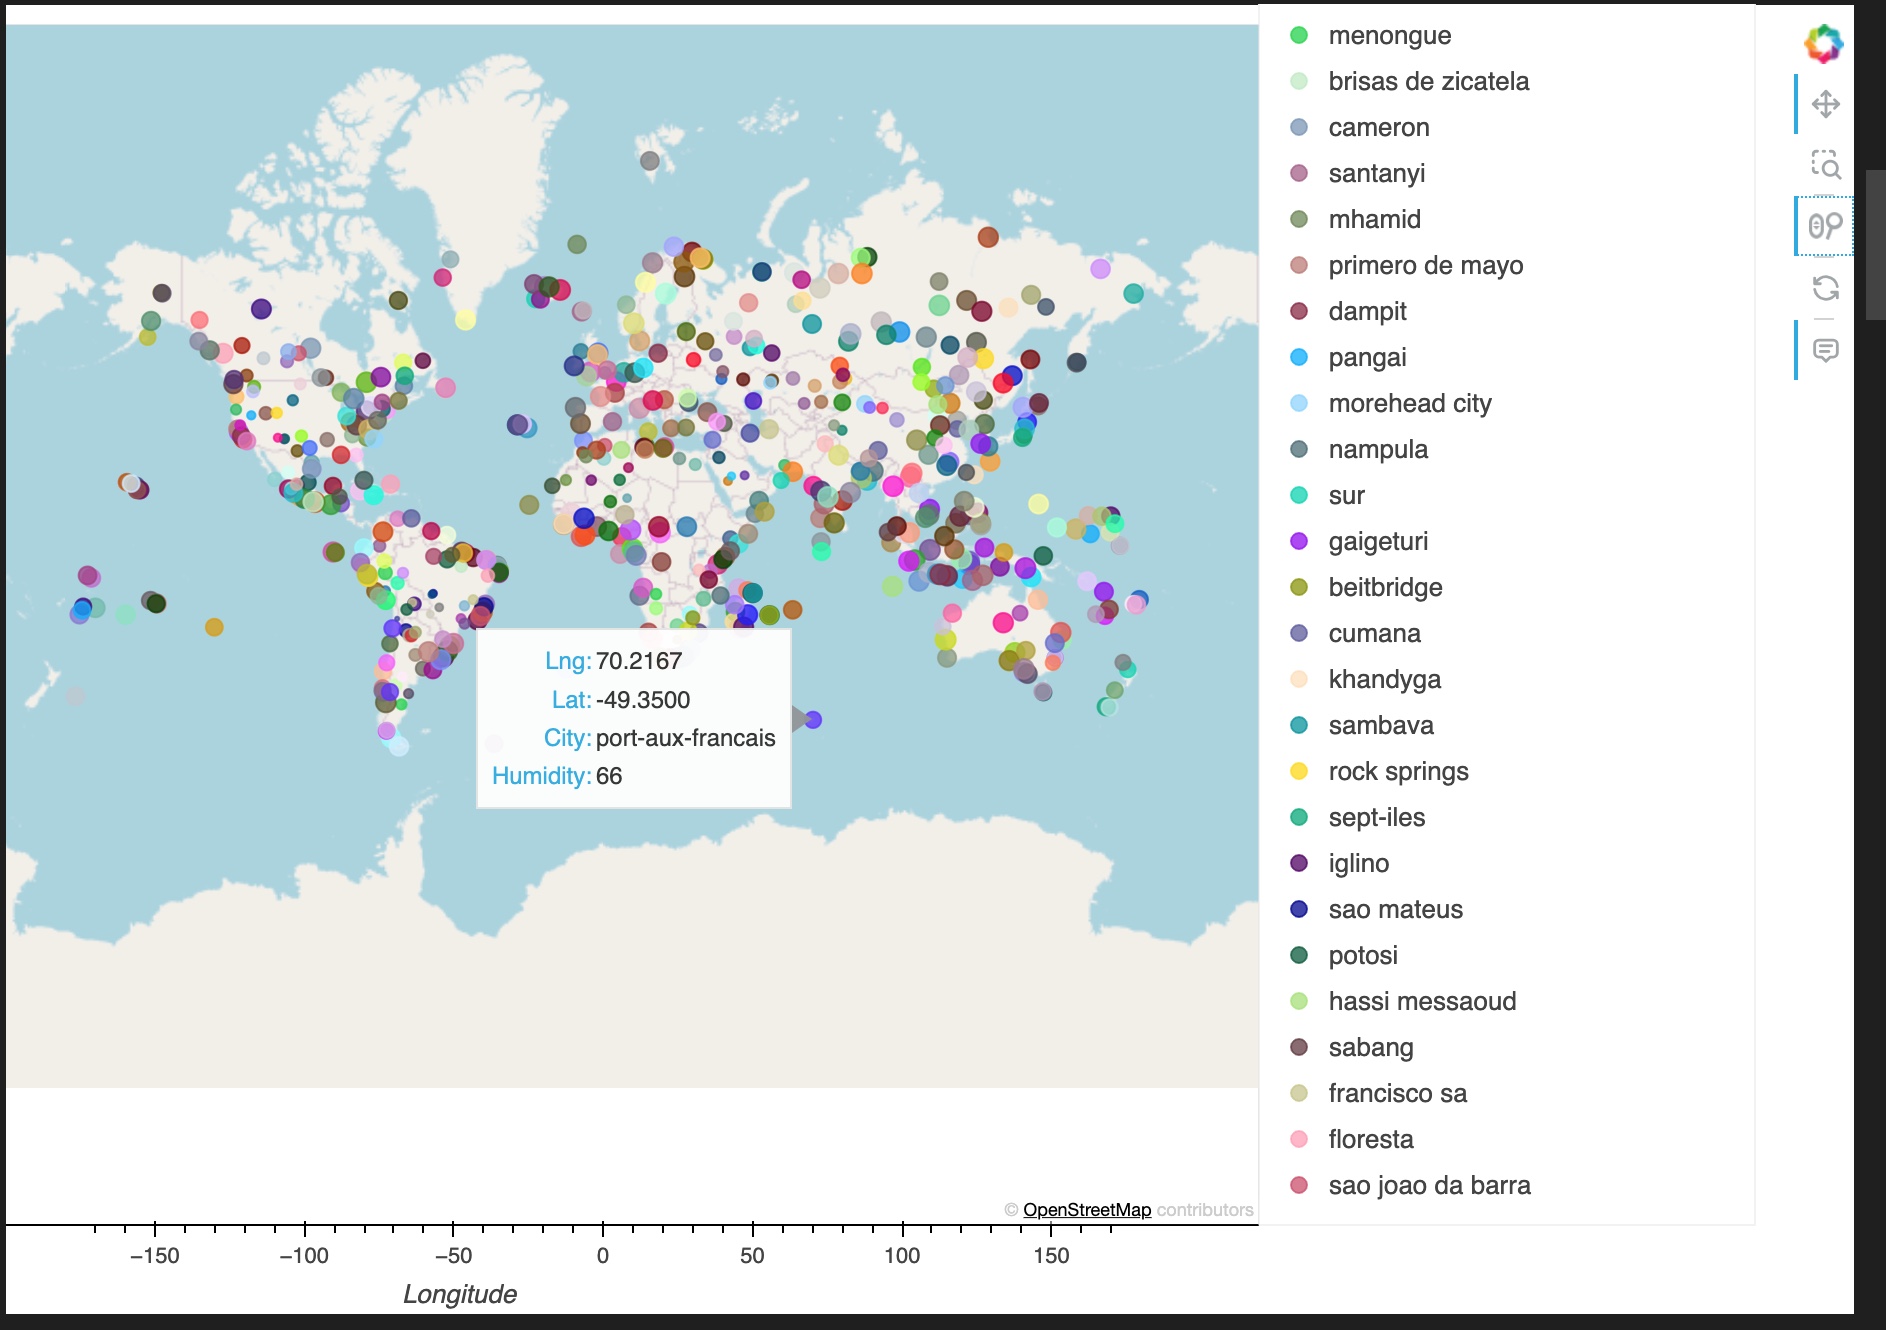 menongue
brisas de zicatela
cameron
santanyi
mhamid
primero de mayo
dampit
pangai
morehead city
nampula
sur
gaigeturi
beitbridge
cumana
khandyga
sambava
rock springs
sept-iles
iglino
sao mateus
potosi
hassi messaoud
sabang
francisco sa
floresta
sao joao da barra
Lng: 70.2167
Lat: -49.3500
City: port-aux-francais
Humidity: 66
© OpenStreetMap contributors
−150 −100 −50 0 50 100 150
Longitude